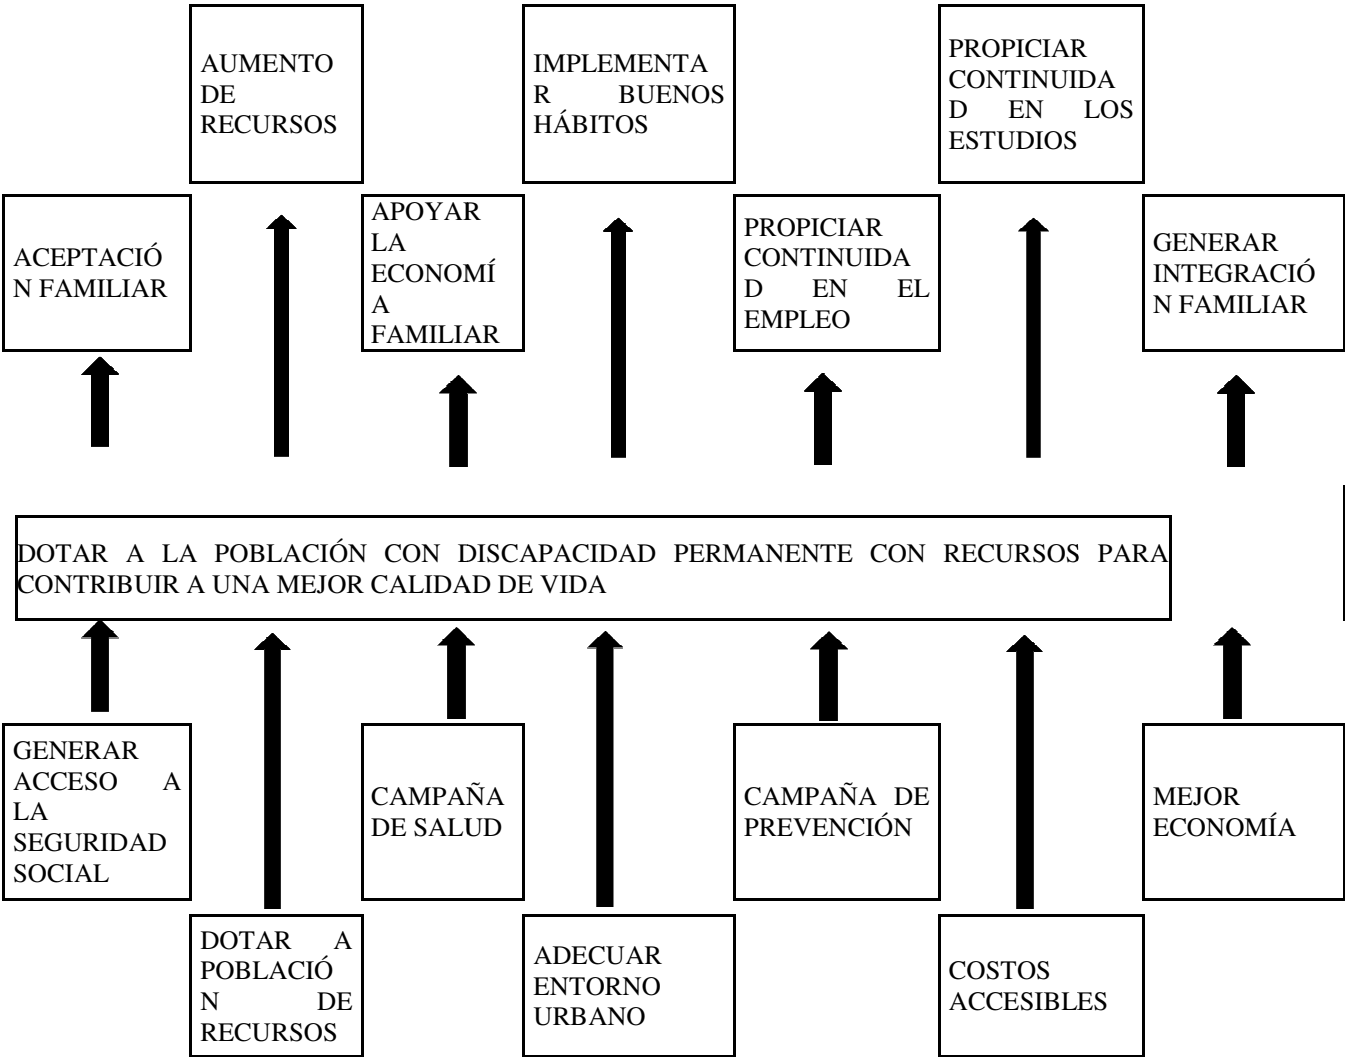 AUMENTO
DE
RECURSOS
IMPLEMENTA
R BUENOS
HÁBITOS
PROPICIAR
CONTINUIDA
D EN LOS
ESTUDIOS
ACEPTACIÓ
N FAMILIAR
APOYAR
LA
ECONOMÍ
A
FAMILIAR
PROPICIAR
CONTINUIDA
D EN EL
EMPLEO
GENERAR
INTEGRACIÓ
N FAMILIAR
DOTAR A LA POBLACIÓN CON DISCAPACIDAD PERMANENTE CON RECURSOS PARA
CONTRIBUIR A UNA MEJOR CALIDAD DE VIDA
GENERAR
ACCESO A
LA
SEGURIDAD
SOCIAL
CAMPAÑA
DE SALUD
CAMPAÑA DE
PREVENCIÓN
MEJOR
ECONOMÍA
DOTAR A
POBLACIÓ
N DE
RECURSOS
ADECUAR
ENTORNO
URBANO
COSTOS
ACCESIBLES